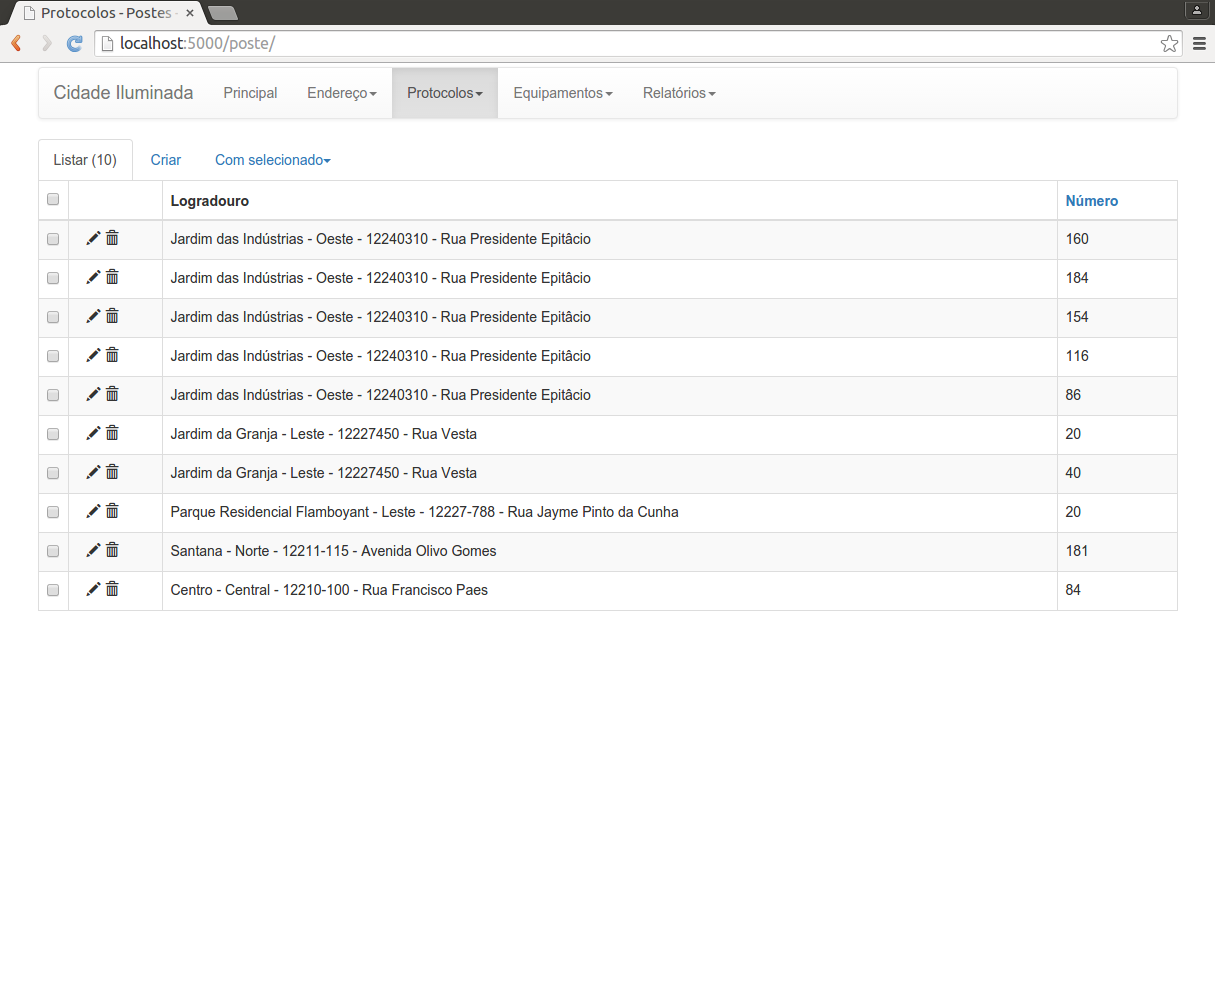 Protocolos - Postes -
localhost:5000/poste/
Cidade Iluminada Principal Endereço Protocolos Equipamentos Relatórios
Listar (10) Criar Com selecionado
Logradouro Número
Jardim das Indústrias - Oeste - 12240310 - Rua Presidente Epitâcio 160
Jardim das Indústrias - Oeste - 12240310 - Rua Presidente Epitâcio 184
Jardim das Indústrias - Oeste - 12240310 - Rua Presidente Epitâcio 154
Jardim das Indústrias - Oeste - 12240310 - Rua Presidente Epitâcio 116
Jardim das Indústrias - Oeste - 12240310 - Rua Presidente Epitâcio 86
Jardim da Granja - Leste - 12227450 - Rua Vesta 20
Jardim da Granja - Leste - 12227450 - Rua Vesta 40
Parque Residencial Flamboyant - Leste - 12227-788 - Rua Jayme Pinto da Cunha 20
Santana - Norte - 12211-115 - Avenida Olivo Gomes 181
Centro - Central - 12210-100 - Rua Francisco Paes 84